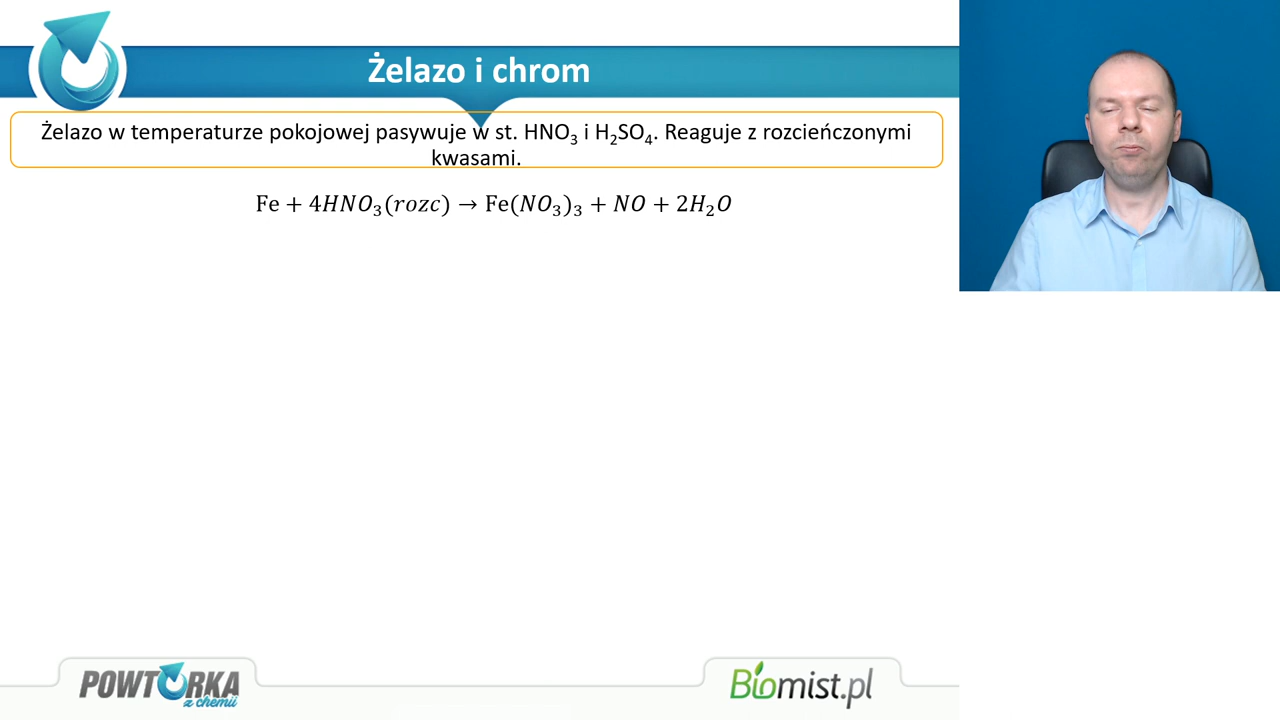 Żelazo i chrom
Żelazo w temperaturze pokojowej pasywuje w st. HNO₃ i H₂SO₄. Reaguje z rozcieńczonymi
kwasami.
Fe + 4HNO₃(rozc) → Fe(NO₃)₃ + NO + 2H₂O
POWTÓRKA
z chemii
Biomist.pl